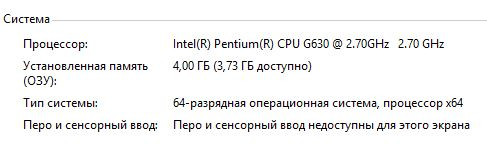 Система
Процессор: Intel(R) Pentium(R) CPU G630 @ 2.70GHz 2.70 GHz
Установленная память 4,00 ГБ (3,73 ГБ доступно)
(ОЗУ):
Тип системы: 64-разрядная операционная система, процессор x64
Перо и сенсорный ввод: Перо и сенсорный ввод недоступны для этого экрана